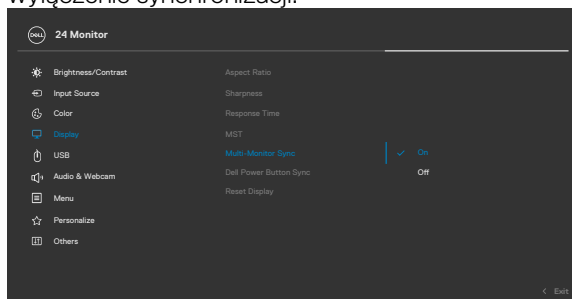 wyłączenie synchronizacji.
DELL 24 Monitor
Brightness/Contrast Aspect Ratio
Input Source Sharpness
Color Response Time
Display MST
USB Multi-Monitor Sync On
Audio & Webcam Dell Power Button Sync Off
Menu Reset Display
Personalize
Others
< Exit